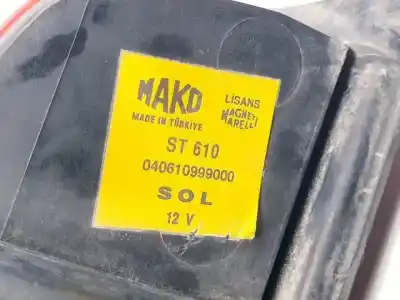 MAKO
MADE IN TÜRKIYE
LISANS
MAGNETI
MARELLI
ST 610
040610999000
SOL
12 V